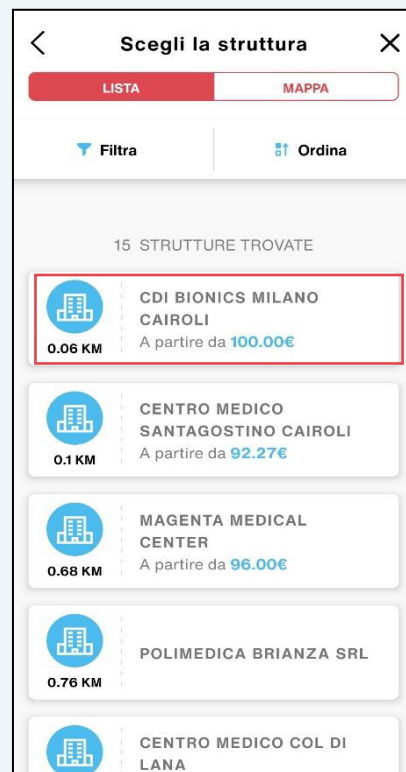 Scegli la struttura
LISTA
MAPPA
Filtra
Ordina
15 STRUTTURE TROVATE
CDI BIONICS MILANO
CAIROLI
A partire da 100.00€
0.06 KM
CENTRO MEDICO
SANTAGOSTINO CAIROLI
A partire da 92.27€
0.1 KM
MAGENTA MEDICAL
CENTER
A partire da 96.00€
0.68 KM
POLIMEDICA BRIANZA SRL
0.76 KM
CENTRO MEDICO COL DI
LANA